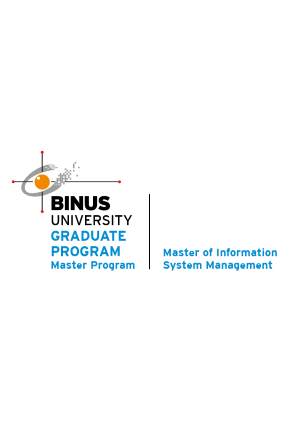 BINUS
UNIVERSITY
GRADUATE
PROGRAM
Master Program
Master of Information
System Management